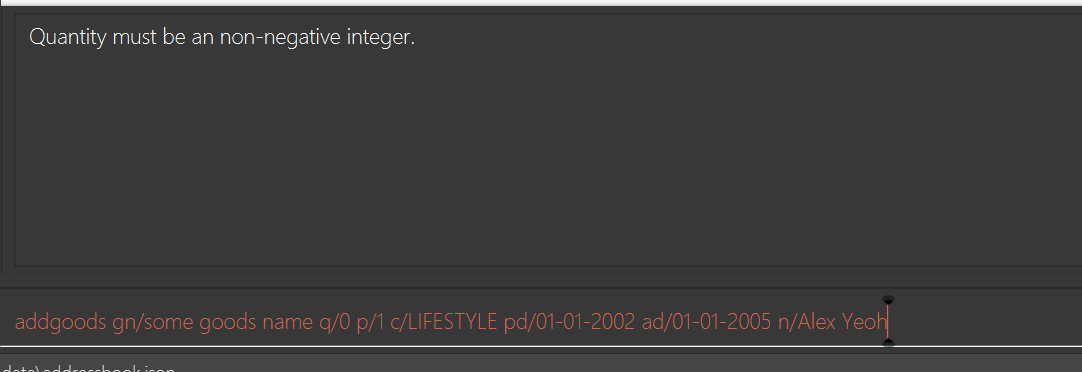 Quantity must be an non-negative integer.
addgoods gn/some goods name q/0 p/1 c/LIFESTYLE pd/01-01-2002 ad/01-01-2005 n/Alex Yeoh
data\addressbook.json